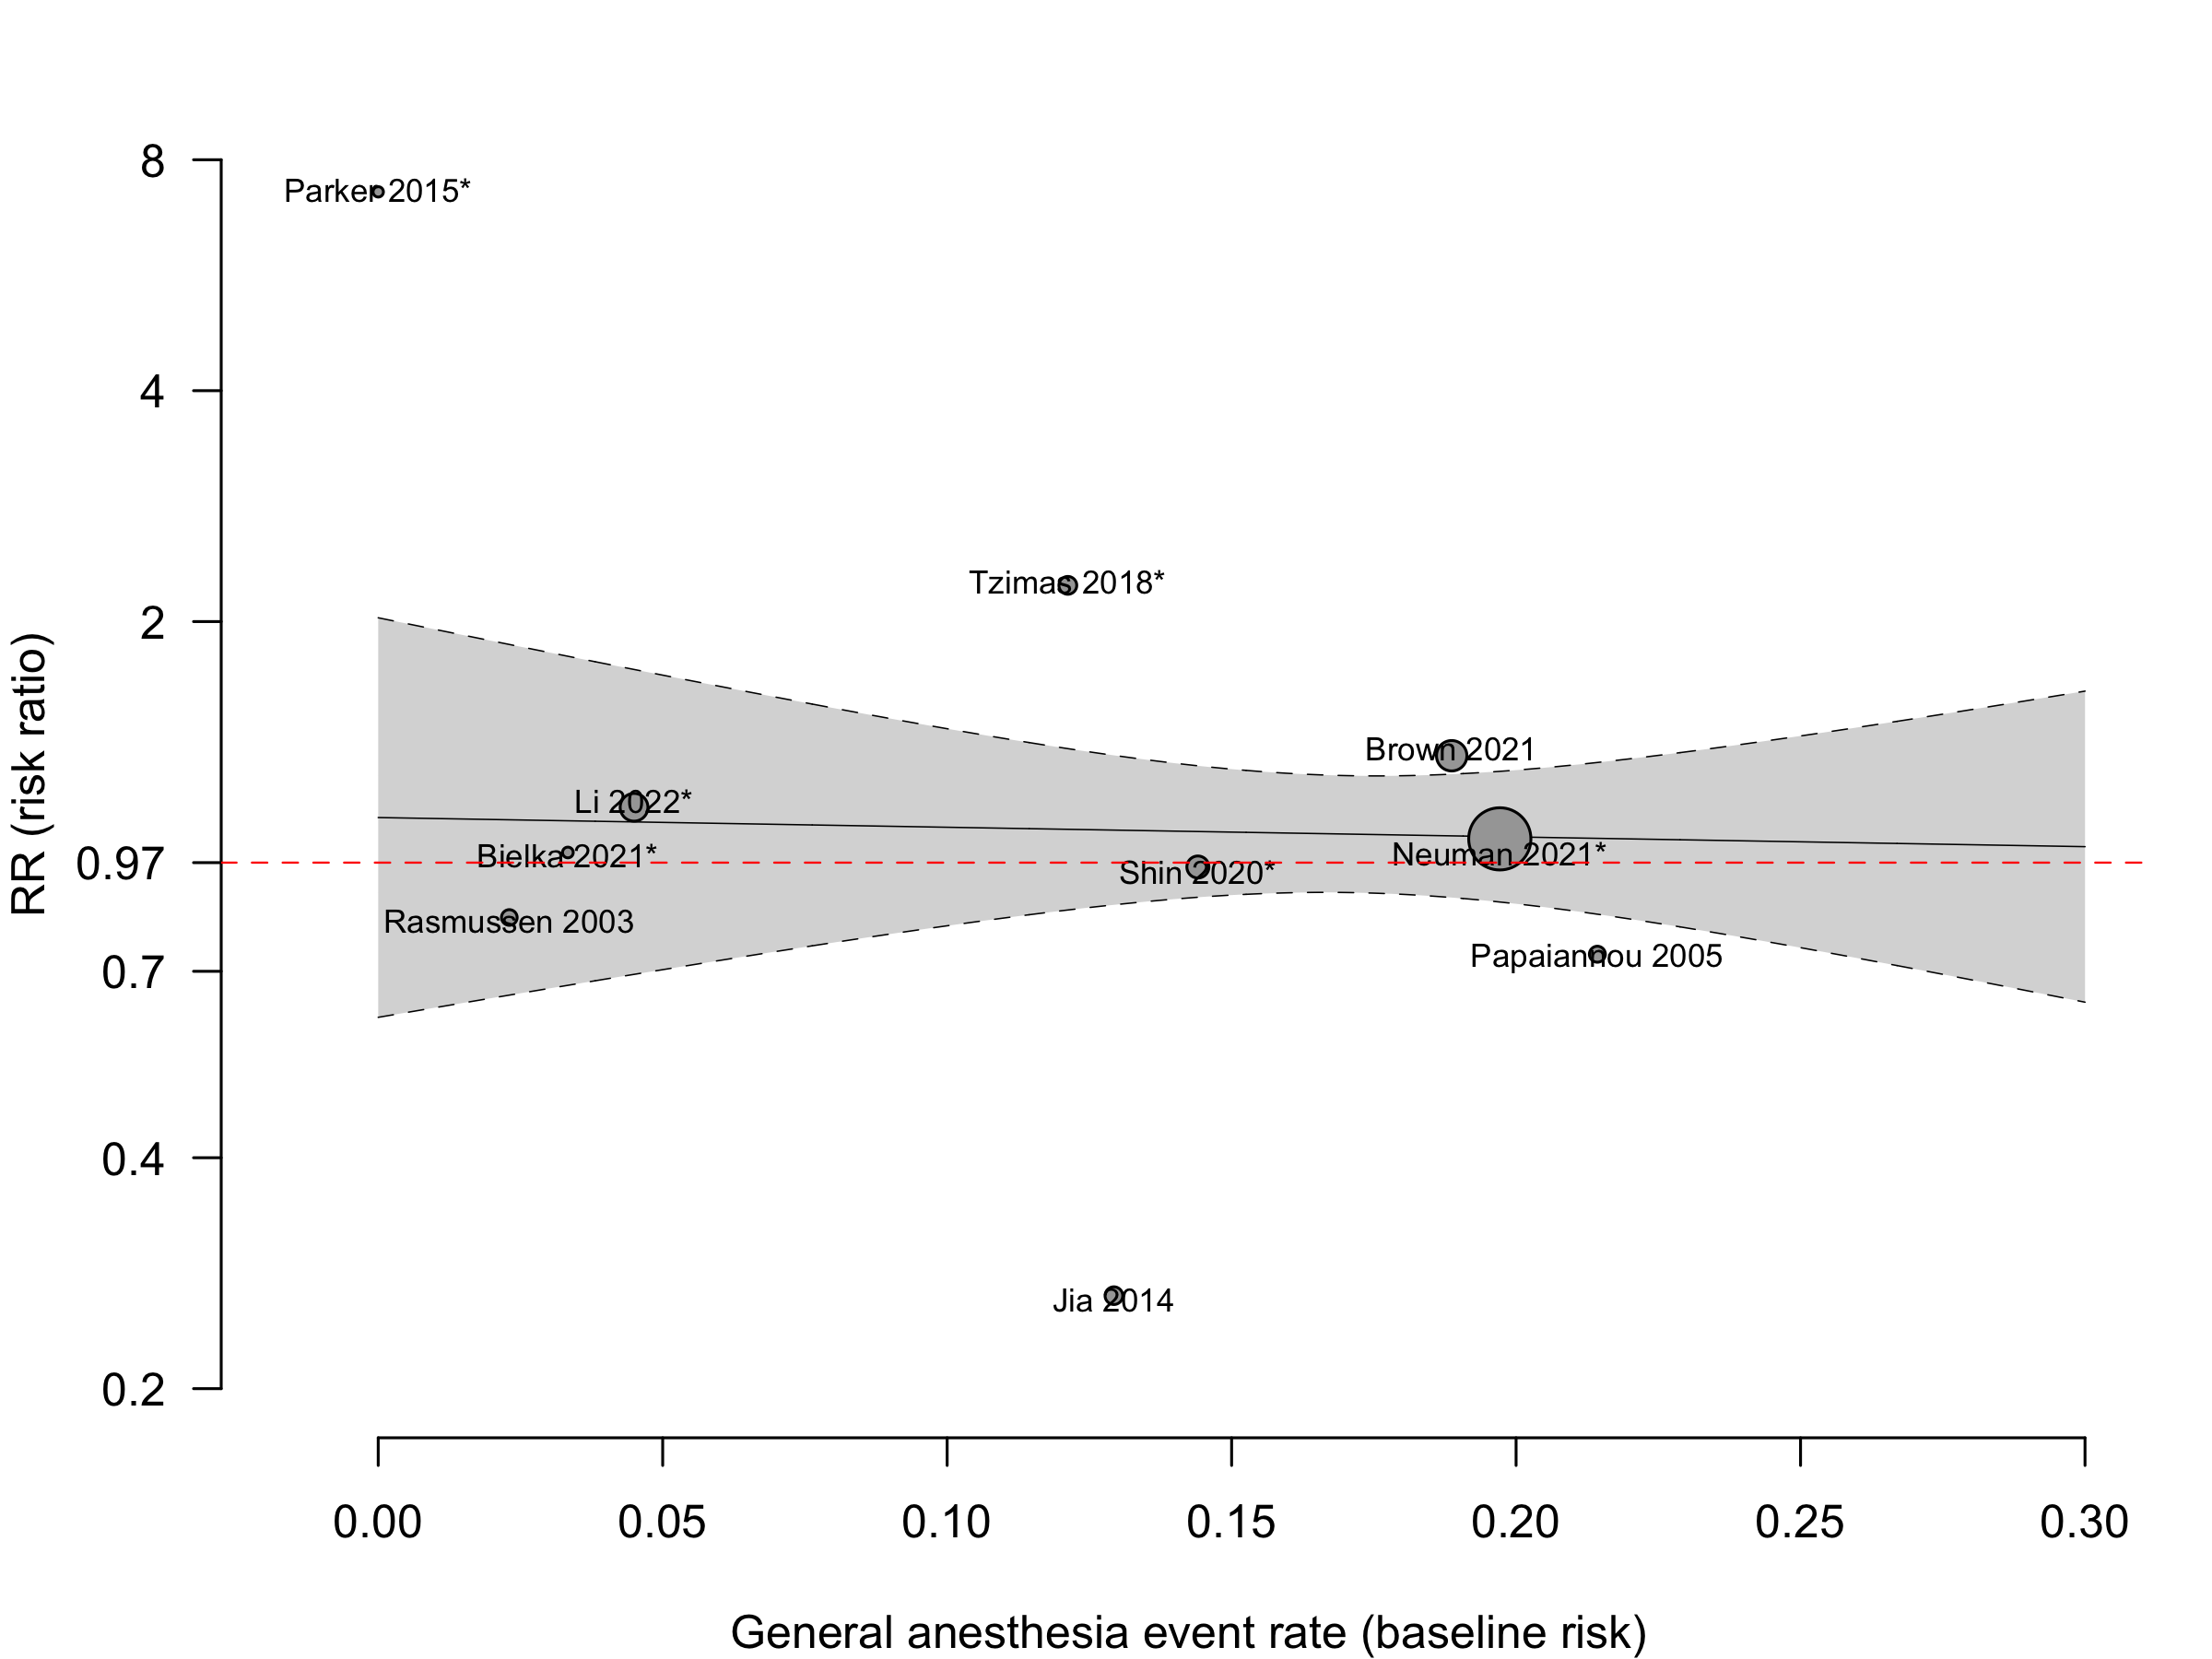 8
Parker 2015*
4
Tzimas 2018*
2
RR (risk ratio)
Brown 2021
Li 2022*
Bielka 2021*
Neuman 2021*
0.97
Shin 2020*
Rasmussen 2003
Papaiannou 2005
0.7
0.4
Jia 2014
0.2
0.00 0.05 0.10 0.15 0.20 0.25 0.30
General anesthesia event rate (baseline risk)